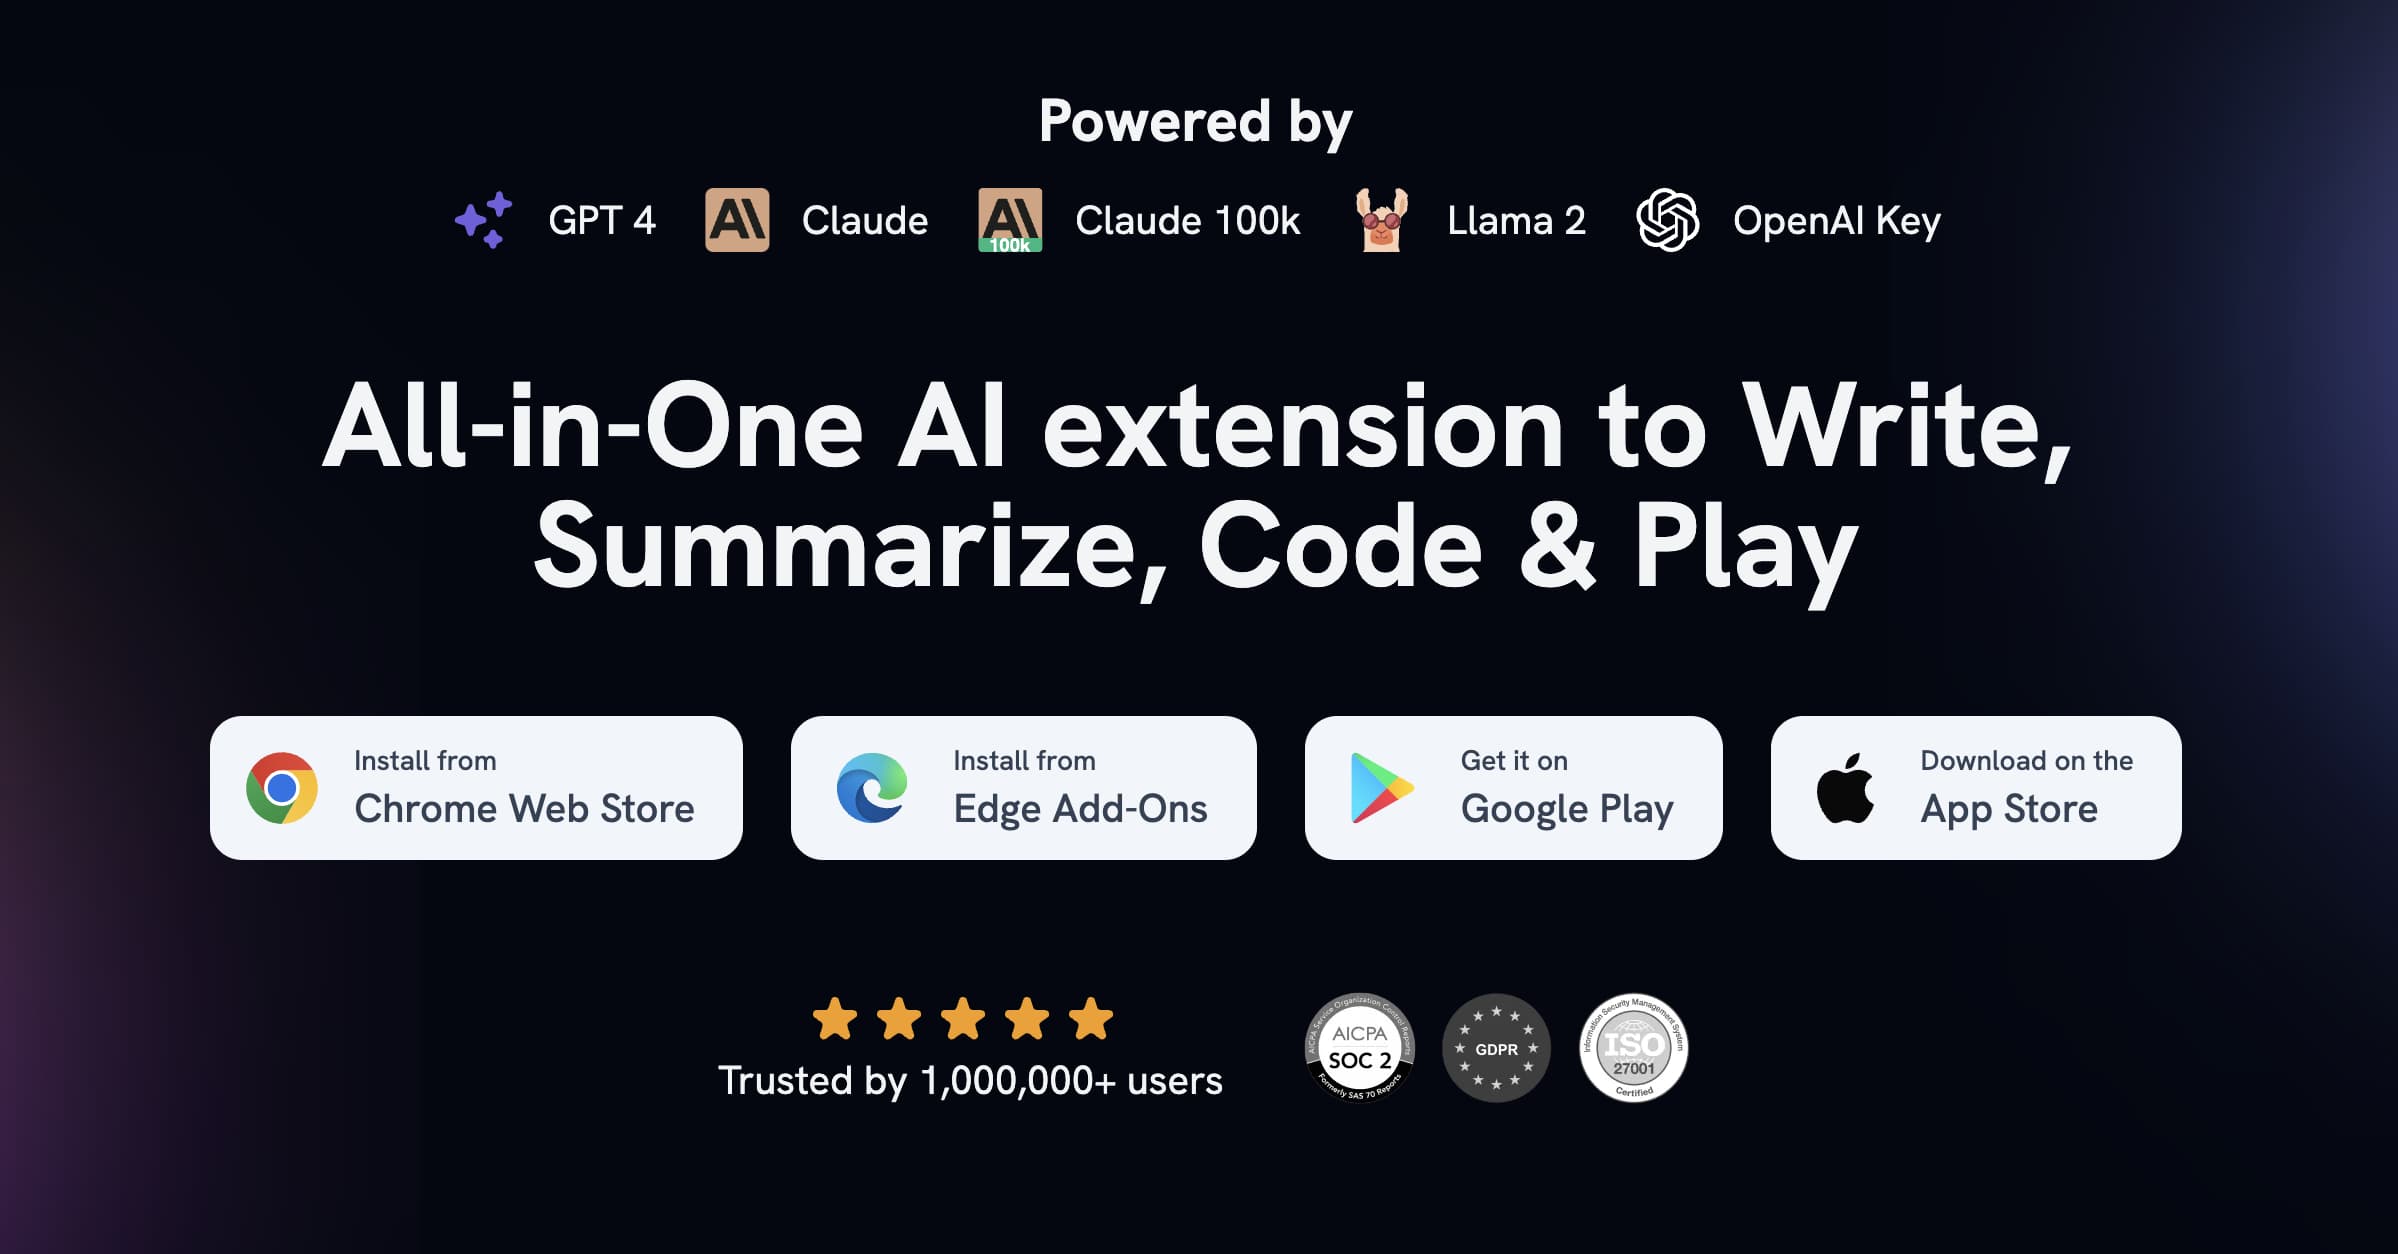 Powered by
GPT 4
Claude
100k
Claude 100k
Llama 2
OpenAI Key
All-in-One AI extension to Write,
Summarize, Code & Play
Install from
Chrome Web Store
Install from
Edge Add-Ons
Get it on
Google Play
Download on the
App Store
Trusted by 1,000,000+ users
AICPA Service Organization Control Reports
AICPA
SOC 2
Formerly SAS 70 Reports
GDPR
Information Security Management System
ISO
27001
Certified